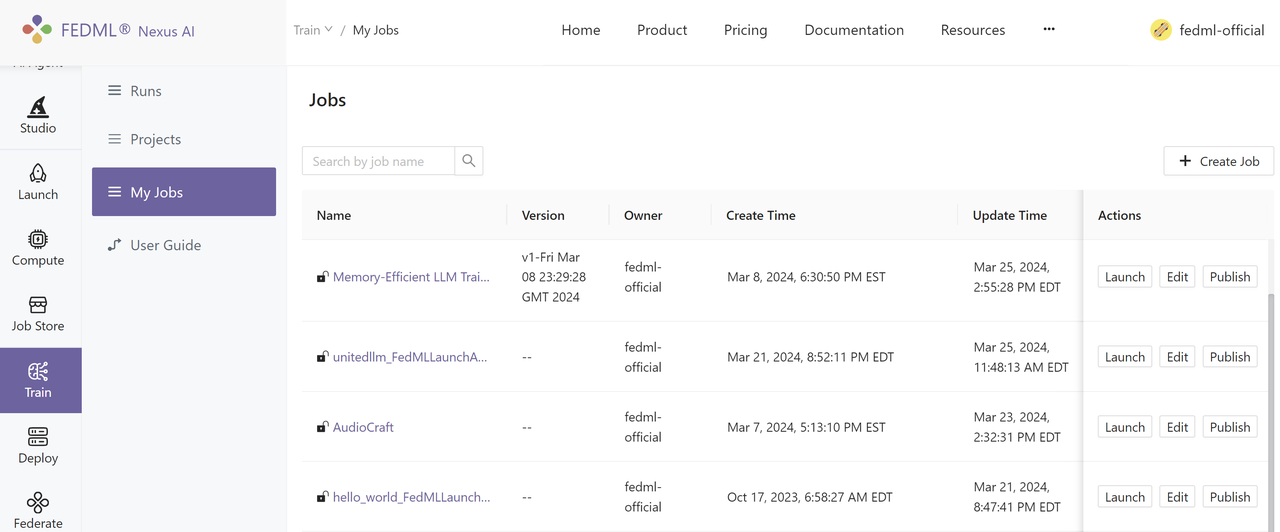 FEDML® Nexus AI
Train / My Jobs
Home Product Pricing Documentation Resources ...
fedml-official
Studio
Launch
Compute
Job Store
Train
Deploy
Federate
Runs
Projects
My Jobs
User Guide
Jobs
Search by job name
+ Create Job
Name Version Owner Create Time Update Time Actions
Memory-Efficient LLM Trai...
v1-Fri Mar
08 23:29:28
GMT 2024
fedml-
official
Mar 8, 2024, 6:30:50 PM EST
Mar 25, 2024,
2:55:28 PM EDT
Launch Edit Publish
unitedllm_FedMLLaunchA...
--
fedml-
official
Mar 21, 2024, 8:52:11 PM EDT
Mar 25, 2024,
11:48:13 AM EDT
Launch Edit Publish
AudioCraft
--
fedml-
official
Mar 7, 2024, 5:13:10 PM EST
Mar 23, 2024,
2:32:31 PM EDT
Launch Edit Publish
hello_world_FedMLLaunch...
--
fedml-
official
Oct 17, 2023, 6:58:27 AM EDT
Mar 21, 2024,
8:47:41 PM EDT
Launch Edit Publish